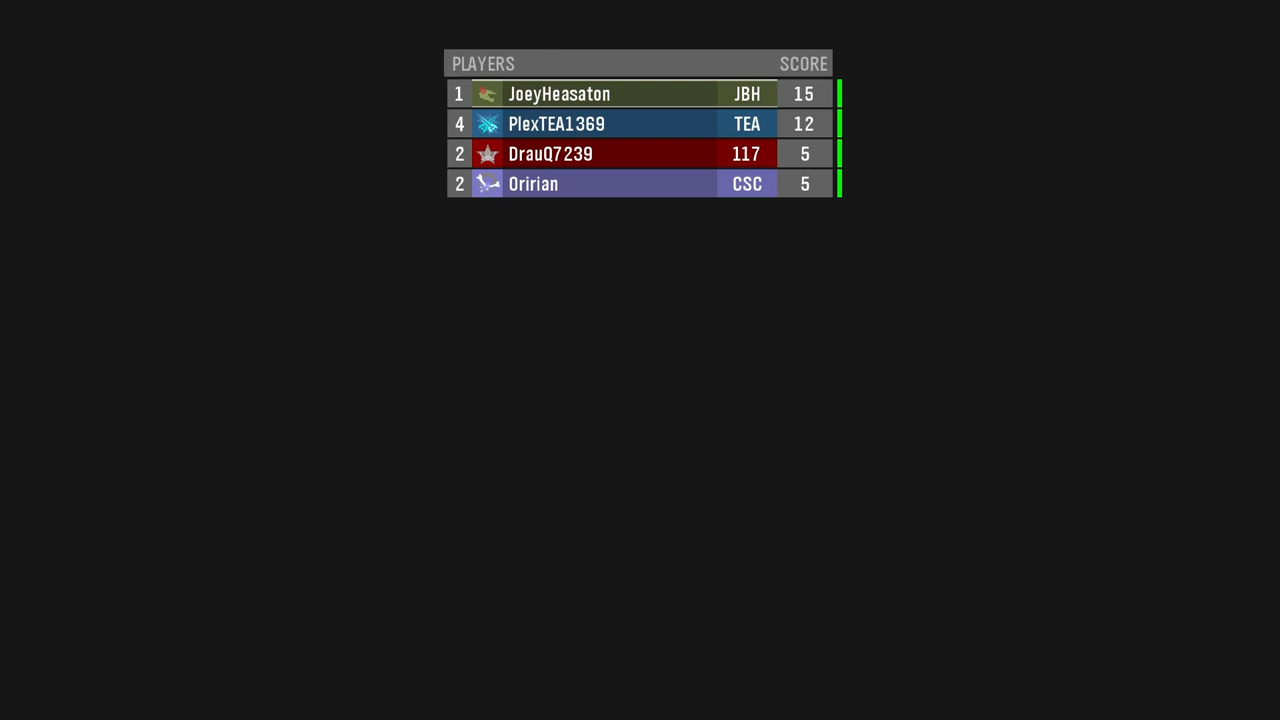 PLAYERS SCORE
1 JoeyHeasaton JBH 15
4 PlexTEA1369 TEA 12
2 DrauQ7239 117 5
2 Oririan CSC 5